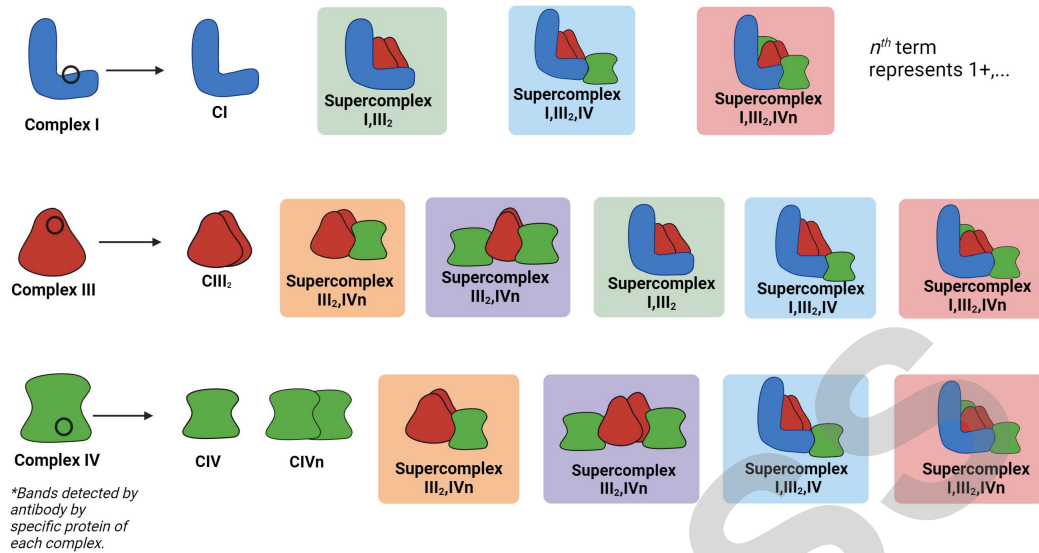 Complex I
CI
Supercomplex
I,III₂
Supercomplex
I,III₂,IV
Supercomplex
I,III₂,IVn
nᵗʰ term
represents 1+,...
Complex III
CIII₂
Supercomplex
III₂,IVn
Supercomplex
III₂,IVn
Supercomplex
I,III₂
Supercomplex
I,III₂,IV
Supercomplex
I,III₂,IVn
Complex IV
CIV
CIVn
Supercomplex
III₂,IVn
Supercomplex
III₂,IVn
Supercomplex
I,III₂,IV
Supercomplex
I,III₂,IVn
*Bands detected by
antibody by
specific protein of
each complex.